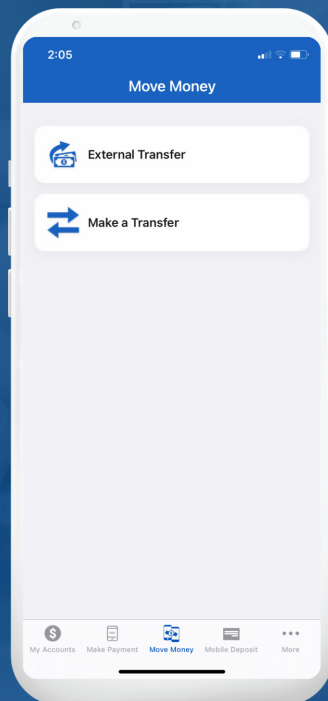 2:05
Move Money
External Transfer
Make a Transfer
My Accounts Make Payment Move Money Mobile Deposit More